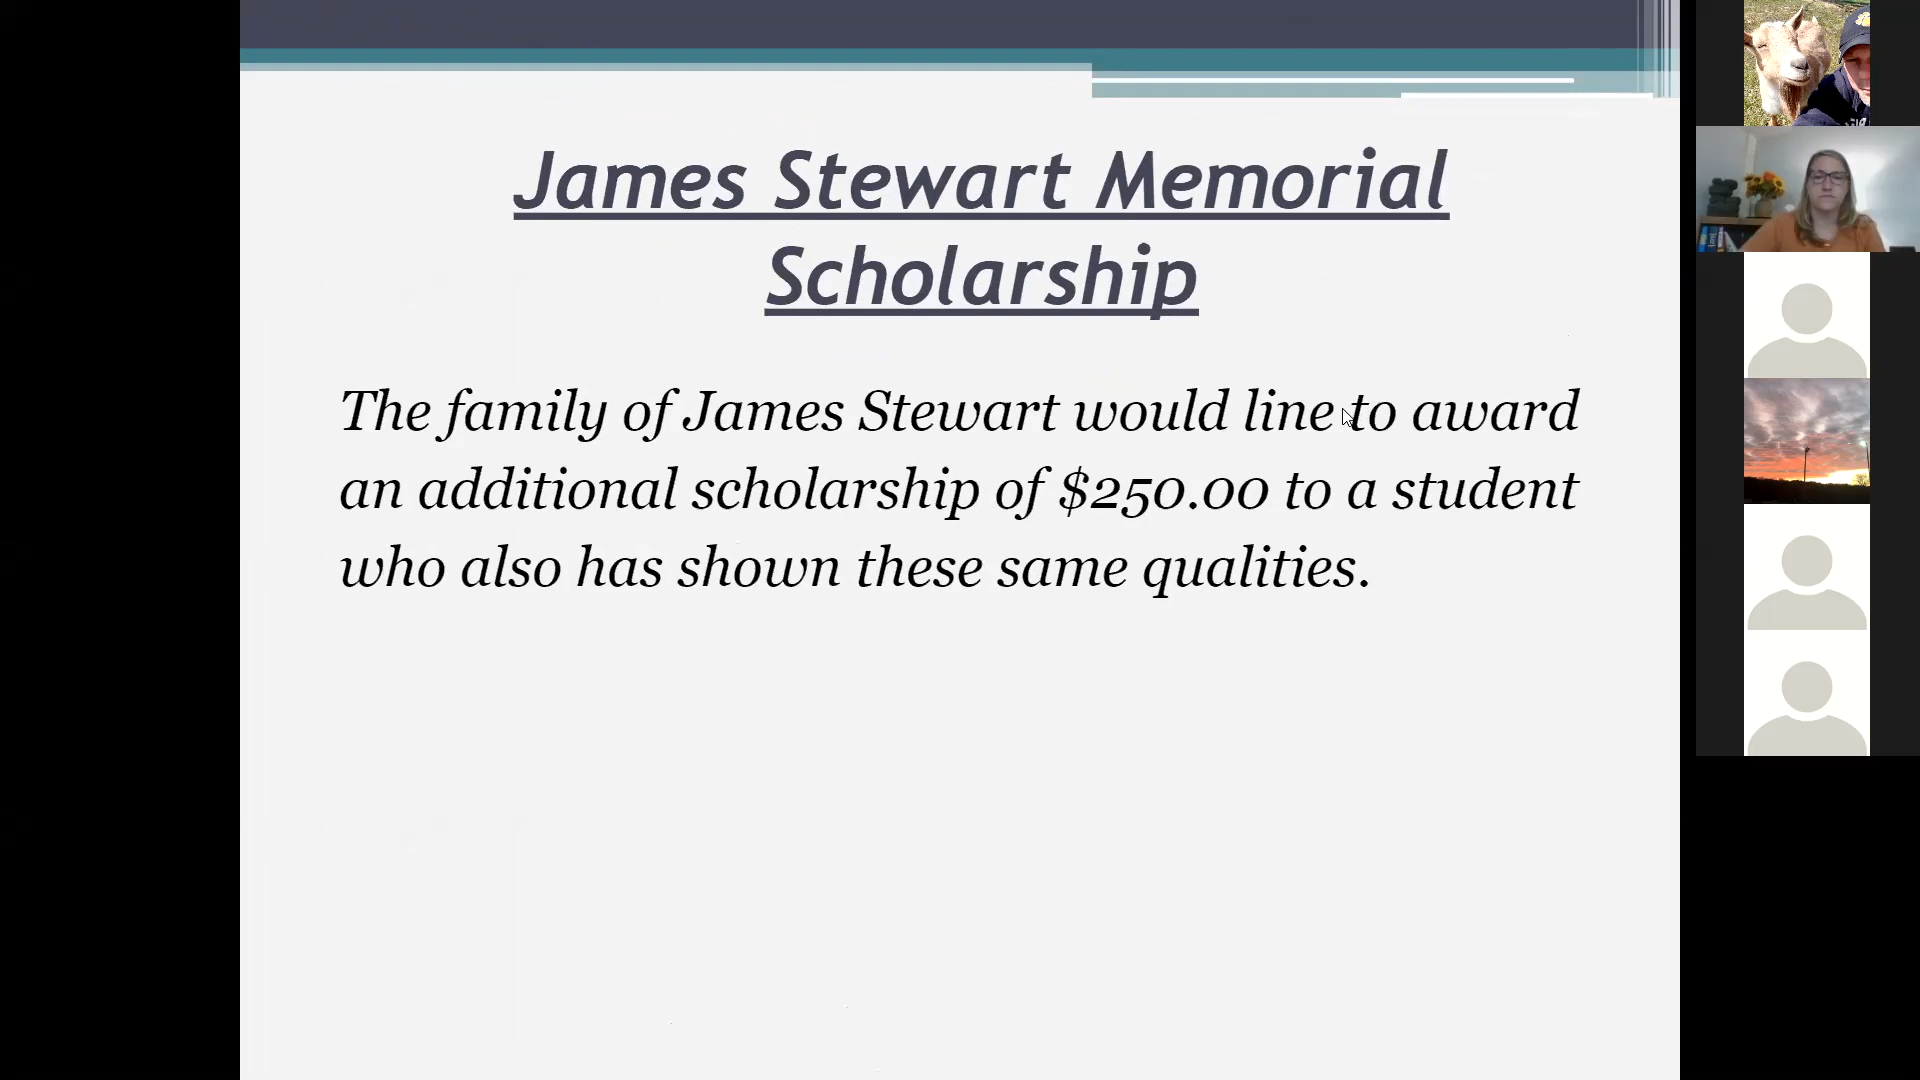 James Stewart Memorial
Scholarship
The family of James Stewart would line to award
an additional scholarship of $250.00 to a student
who also has shown these same qualities.